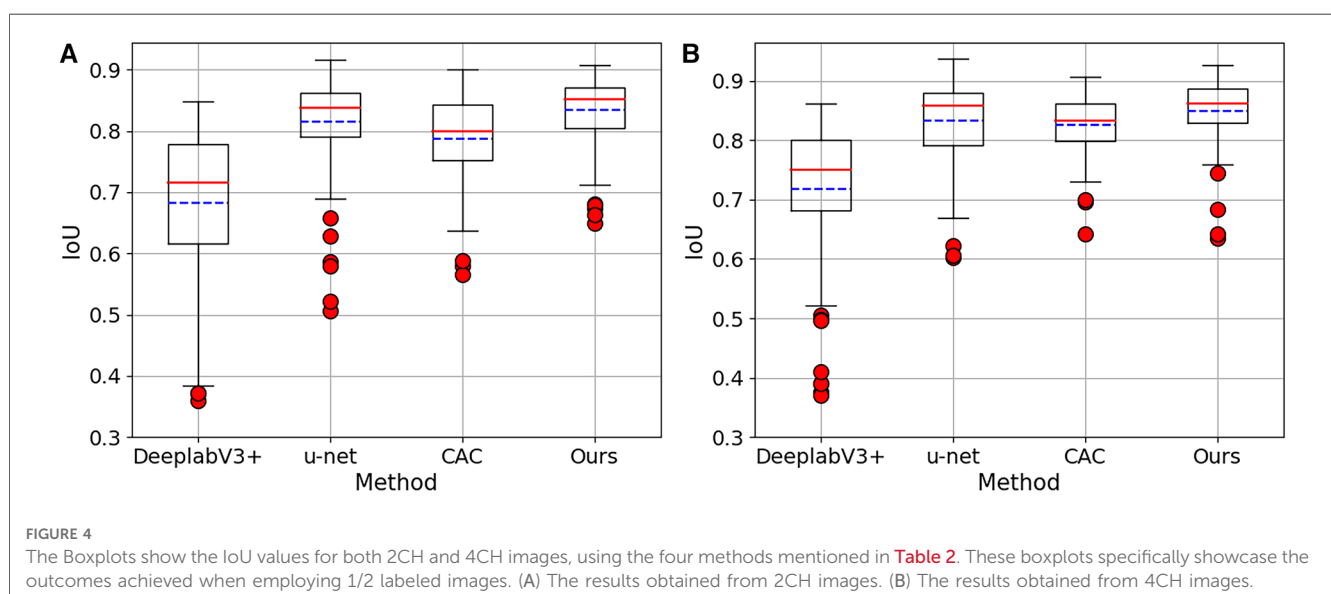 A
0.9
0.8
0.7
0.6
0.5
0.4
0.3
IoU
DeeplabV3+ u-net CAC Ours
Method
B
0.9
0.8
0.7
0.6
0.5
0.4
0.3
IoU
DeeplabV3+ u-net CAC Ours
Method
FIGURE 4
The Boxplots show the IoU values for both 2CH and 4CH images, using the four methods mentioned in Table 2. These boxplots specifically showcase the
outcomes achieved when employing 1/2 labeled images. (A) The results obtained from 2CH images. (B) The results obtained from 4CH images.